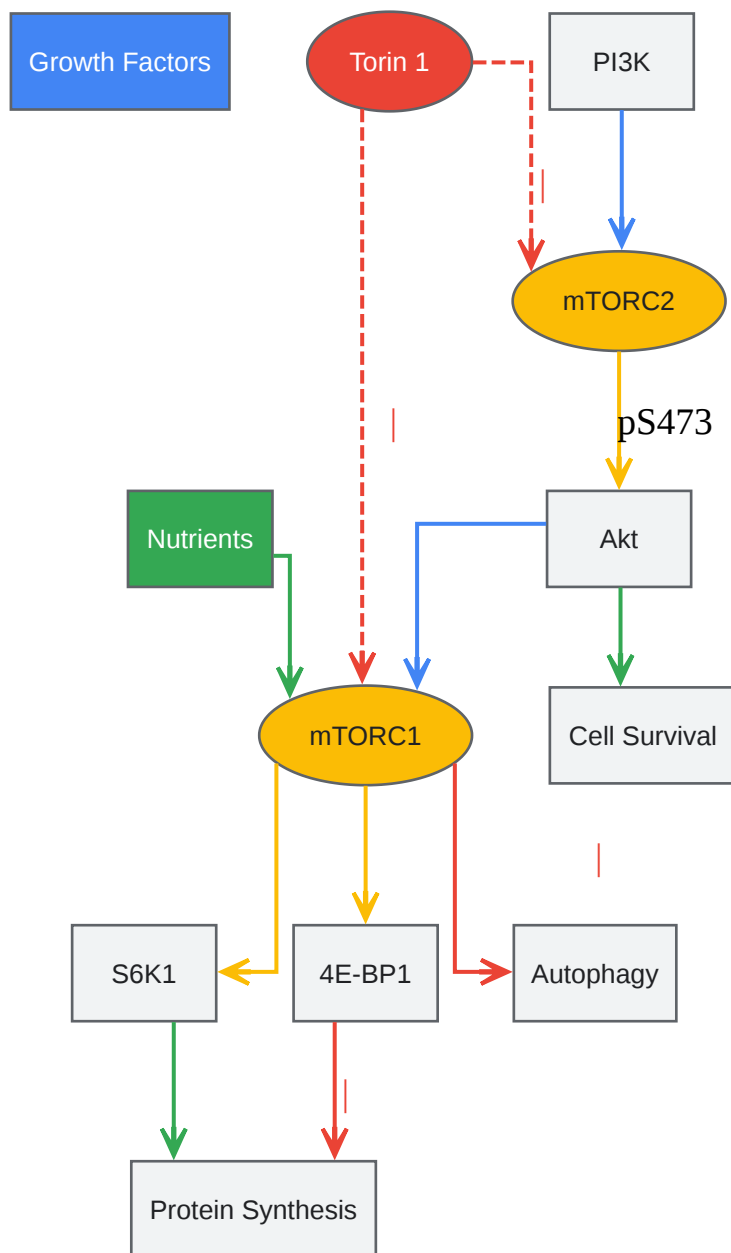 Growth Factors
Torin 1
PI3K
|
mTORC2
|
pS473
Nutrients
Akt
mTORC1
Cell Survival
|
S6K1
4E-BP1
Autophagy
|
Protein Synthesis